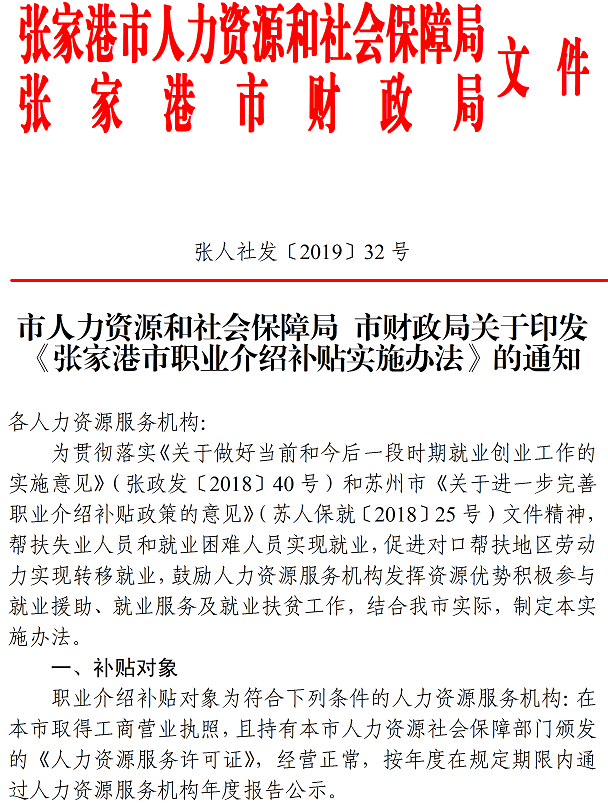 张家港市人力资源和社会保障局
张家港市财政局
文件
张人社发〔2019〕32号
市人力资源和社会保障局 市财政局关于印发
《张家港市职业介绍补贴实施办法》的通知
各人力资源服务机构:
为贯彻落实《关于做好当前和今后一段时期就业创业工作的
实施意见》(张政发〔2018〕40号)和苏州市《关于进一步完善
职业介绍补贴政策的意见》(苏人保就〔2018〕25号)文件精神,
帮扶失业人员和就业困难人员实现就业,促进对口帮扶地区劳动
力实现转移就业,鼓励人力资源服务机构发挥资源优势积极参与
就业援助、就业服务及就业扶贫工作,结合我市实际,制定本实
施办法。
一、补贴对象
职业介绍补贴对象为符合下列条件的人力资源服务机构:在
本市取得工商营业执照,且持有本市人力资源社会保障部门颁发
的《人力资源服务许可证》,经营正常,按年度在规定期限内通
过人力资源服务机构年度报告公示。